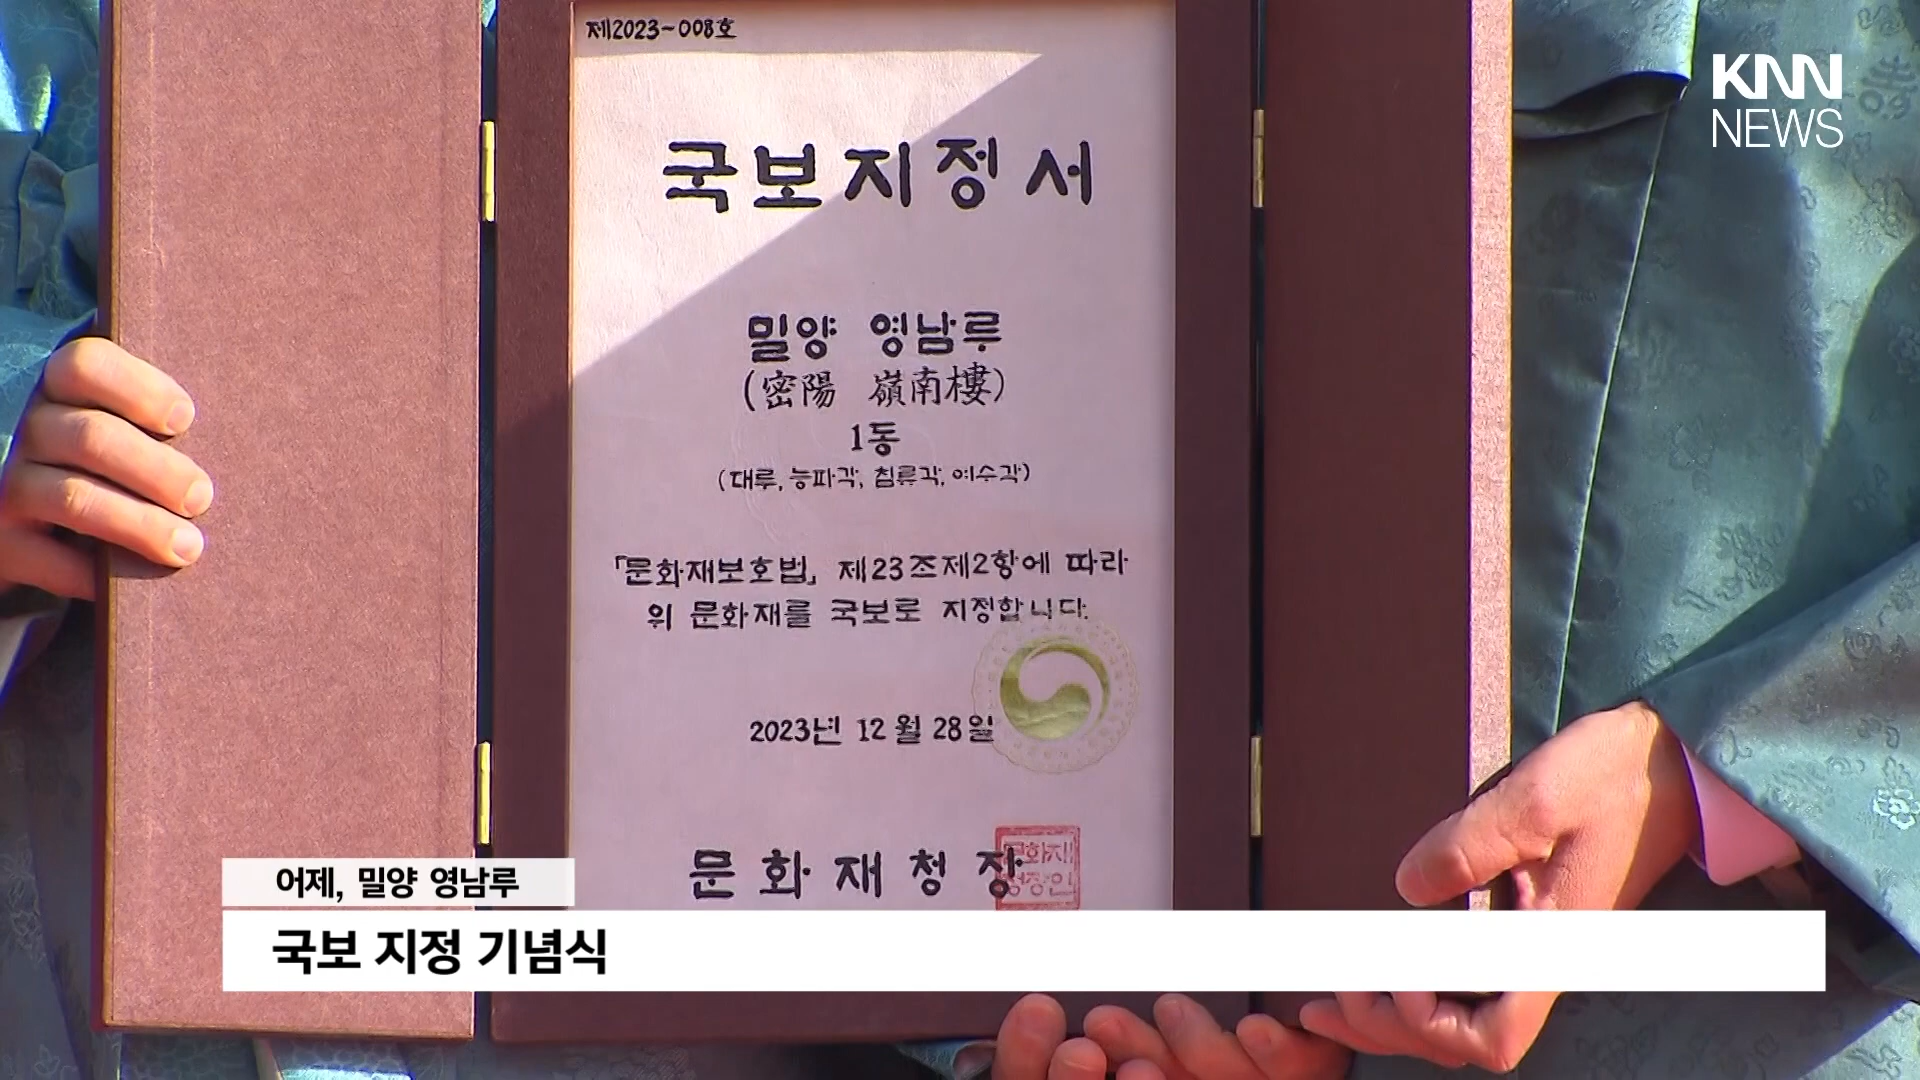 제2023-008호
KNN
NEWS
국보지정서
밀양 영남루
(密陽 嶺南樓)
1동
(대루, 능파각, 침류각, 여수각)
「문화재보호법」 제23조제2항에 따라
위 문화재를 국보로 지정합니다.
2023년 12월 28일
문화재청장
어제, 밀양 영남루
국보 지정 기념식